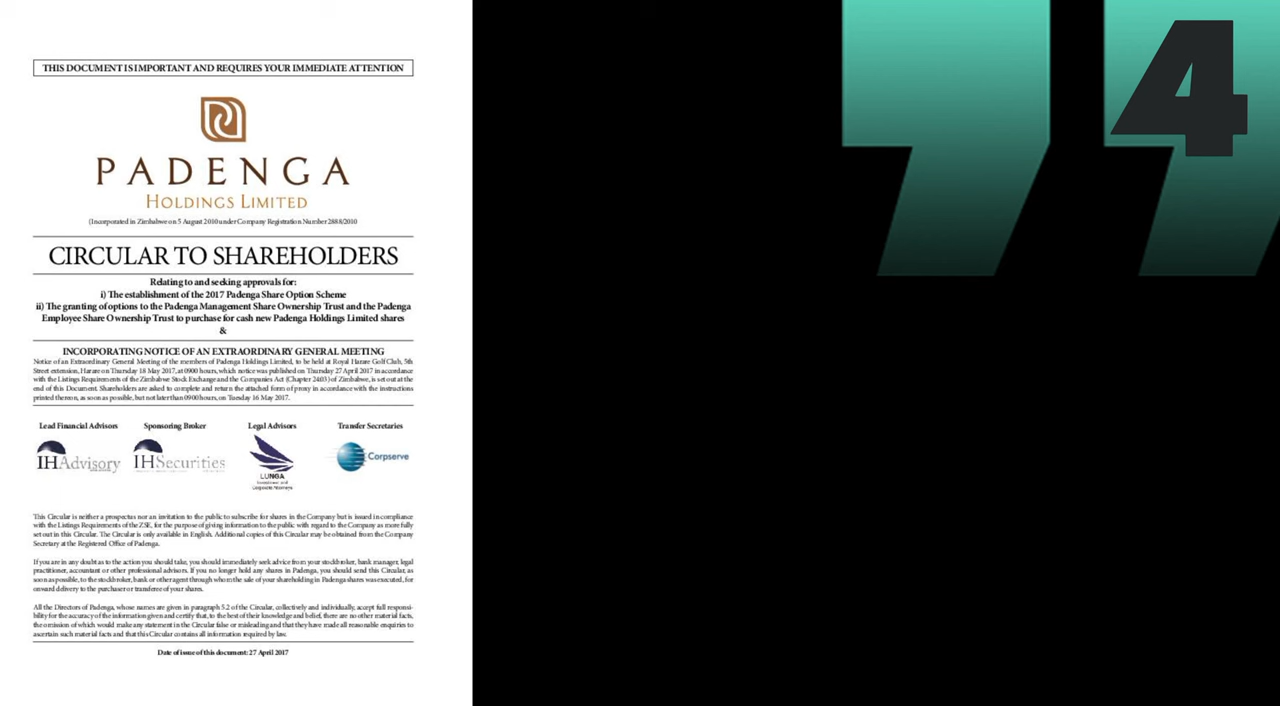 THIS DOCUMENT IS IMPORTANT AND REQUIRES YOUR IMMEDIATE ATTENTION
PADENGA
HOLDINGS LIMITED
(Incorporated in Zimbabwe on 5 August 2010 under Company Registration Number 2888/2010
CIRCULAR TO SHAREHOLDERS
Relating to and seeking approvals for:
i) The establishment of the 2017 Padenga Share Option Scheme
ii) The granting of options to the Padenga Management Share Ownership Trust and the Padenga
Employee Share Ownership Trust to purchase for cash new Padenga Holdings Limited shares
&
INCORPORATING NOTICE OF AN EXTRAORDINARY GENERAL MEETING
Notice of an Extraordinary General Meeting of the members of Padenga Holdings Limited, to be held at Royal Harare Golf Club, 5th
Street extension, Harare on Thursday 18 May 2017, at 0900 hours, which notice was published on Thursday 27 April 2017 in accordance
with the Listings Requirements of the Zimbabwe Stock Exchange and the Companies Act (Chapter 24:03) of Zimbabwe, is set out at the
end of this Document. Shareholders are asked to complete and return the attached form of proxy in accordance with the instructions
printed thereon, as soon as possible, but not later than 0900 hours, on Tuesday 16 May 2017.
Lead Financial Advisors Sponsoring Broker Legal Advisors Transfer Secretaries
IHAdvisory IHSecurities LUNGA Corpserve
Corporate Attorneys
This Circular is neither a prospectus nor an invitation to the public to subscribe for shares in the Company but is issued in compliance
with the Listings Requirements of the ZSE, for the purpose of giving information to the public with regard to the Company as more fully
set out in this Circular. The Circular is only available in English. Additional copies of this Circular may be obtained from the Company
Secretary at the Registered Office of Padenga.
If you are in any doubt as to the action you should take, you should immediately seek advice from your stockbroker, bank manager, legal
practitioner, accountant or other professional advisors. If you no longer hold any shares in Padenga, you should send this Circular, as
soon as possible, to the stockbroker, bank or other agent through whom the sale of your shareholding in Padenga shares was executed, for
onward delivery to the purchaser or transferee of your shares.
All the Directors of Padenga, whose names are given in paragraph 5.2 of the Circular, collectively and individually, accept full responsi-
bility for the accuracy of the information given and certify that, to the best of their knowledge and belief, there are no other material facts,
the omission of which would make any statement in the Circular false or misleading and that they have made all reasonable enquiries to
ascertain such material facts and that this Circular contains all information required by law.
Date of issue of this document: 27 April 2017
4